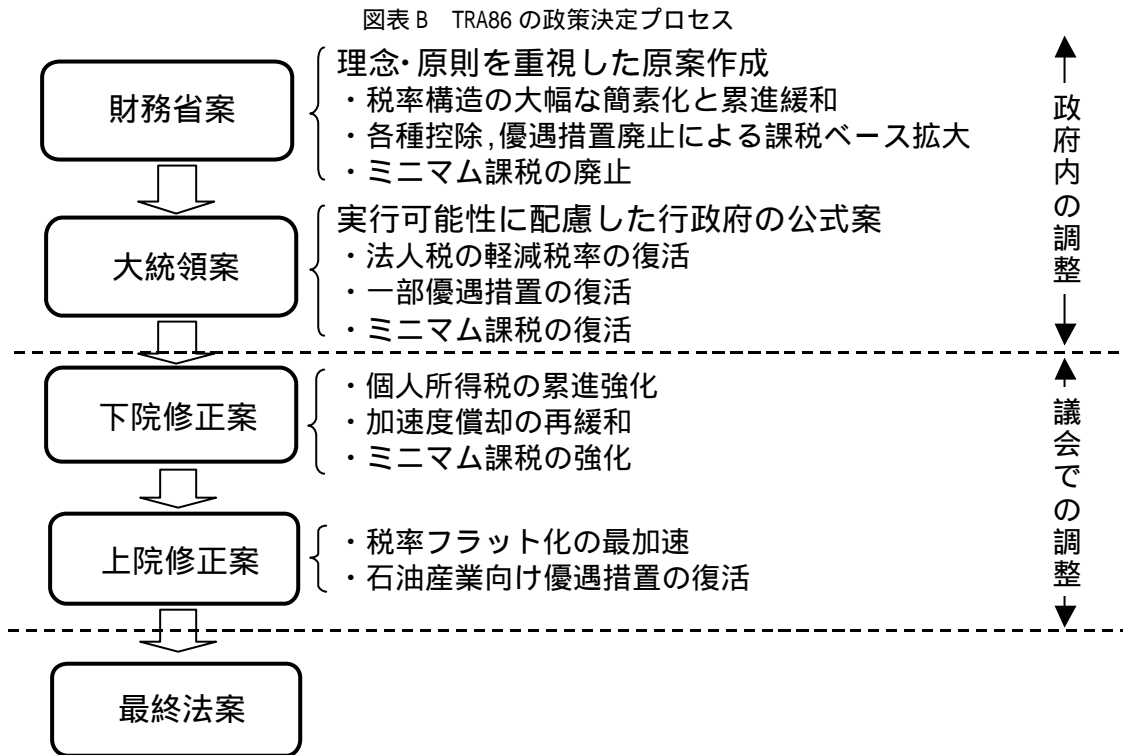 図表 B　TRA86 の政策決定プロセス
財務省案
理念・原則を重視した原案作成
・税率構造の大幅な簡素化と累進緩和
・各種控除,優遇措置廃止による課税ベース拡大
・ミニマム課税の廃止
大統領案
実行可能性に配慮した行政府の公式案
・法人税の軽減税率の復活
・一部優遇措置の復活
・ミニマム課税の復活
政府内の調整
下院修正案
・個人所得税の累進強化
・加速度償却の再緩和
・ミニマム課税の強化
上院修正案
・税率フラット化の最加速
・石油産業向け優遇措置の復活
議会での調整
最終法案